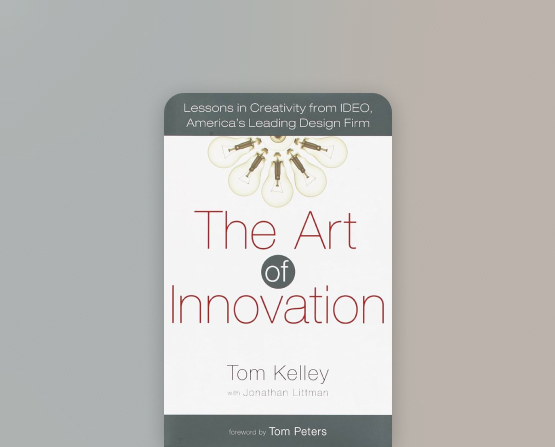 Lessons in Creativity from IDEO,
America's Leading Design Firm
The Art
of
Innovation
Tom Kelley
with Jonathan Littman
foreword by Tom Peters